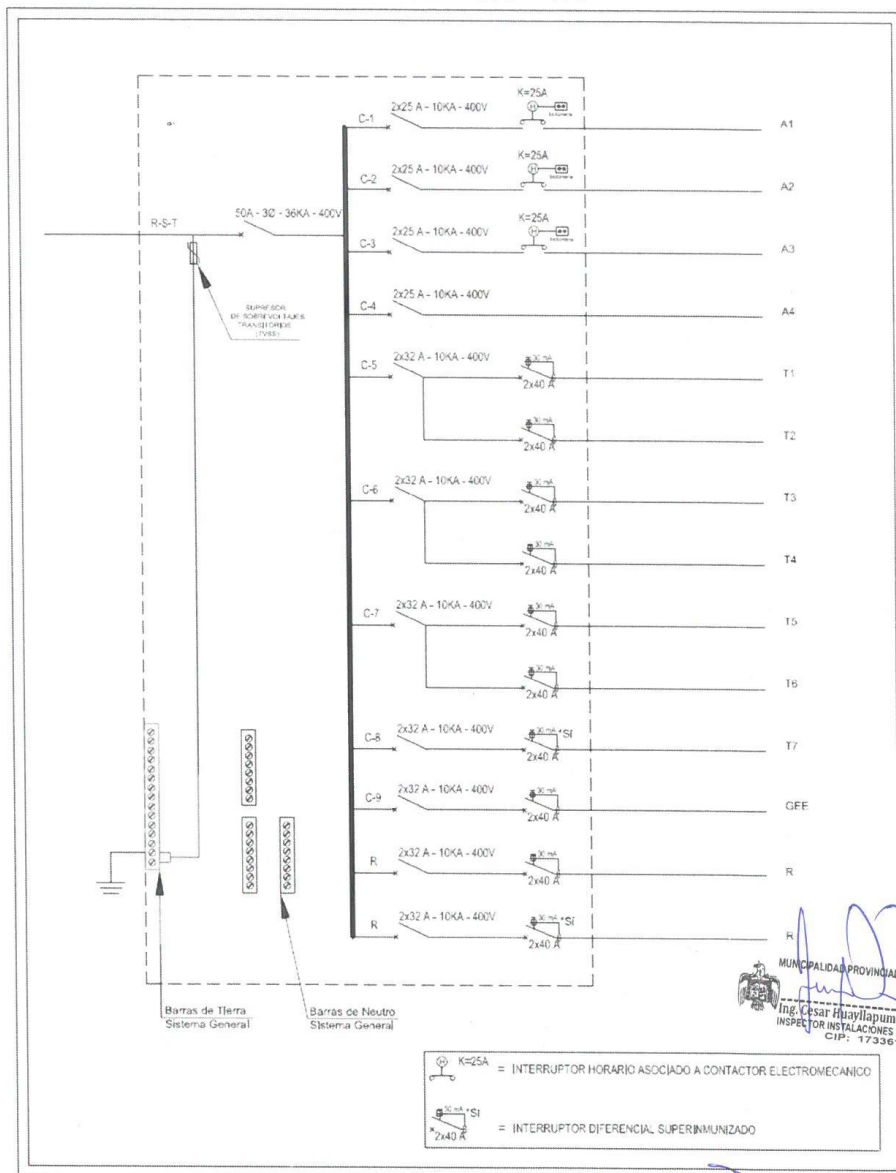 K=25A
C-1 2x25 A - 10KA - 400V A1
K=25A
C-2 2x25 A - 10KA - 400V A2
R-S-T 50A - 3Ø - 36KA - 400V
K=25A
C-3 2x25 A - 10KA - 400V A3
SUPRESOR
DE SOBREVOLTAJES
TRANSITORIOS
(TVSS)
C-4 2x25 A - 10KA - 400V A4
C-5 2x32 A - 10KA - 400V 30 mA T1
2x40 A
30 mA T2
2x40 A
C-6 2x32 A - 10KA - 400V 30 mA T3
2x40 A
30 mA T4
2x40 A
C-7 2x32 A - 10KA - 400V 30 mA T5
2x40 A
30 mA T6
2x40 A
C-8 2x32 A - 10KA - 400V 30 mA *Si T7
2x40 A
C-9 2x32 A - 10KA - 400V 30 mA GEE
2x40 A
R 2x32 A - 10KA - 400V 30 mA R
2x40 A
R 2x32 A - 10KA - 400V 30 mA *Si R
2x40 A
Barras de Tierra
Sistema General
Barras de Neutro
Sistema General
MUNICIPALIDAD PROVINCIAL
Ing. Cesar Huayllapum
INSPECTOR INSTALACIONES
CIP: 17336
K=25A = INTERRUPTOR HORARIO ASOCIADO A CONTACTOR ELECTROMECANICO
30 mA *Si
2x40 A = INTERRUPTOR DIFERENCIAL SUPERINMUNIZADO